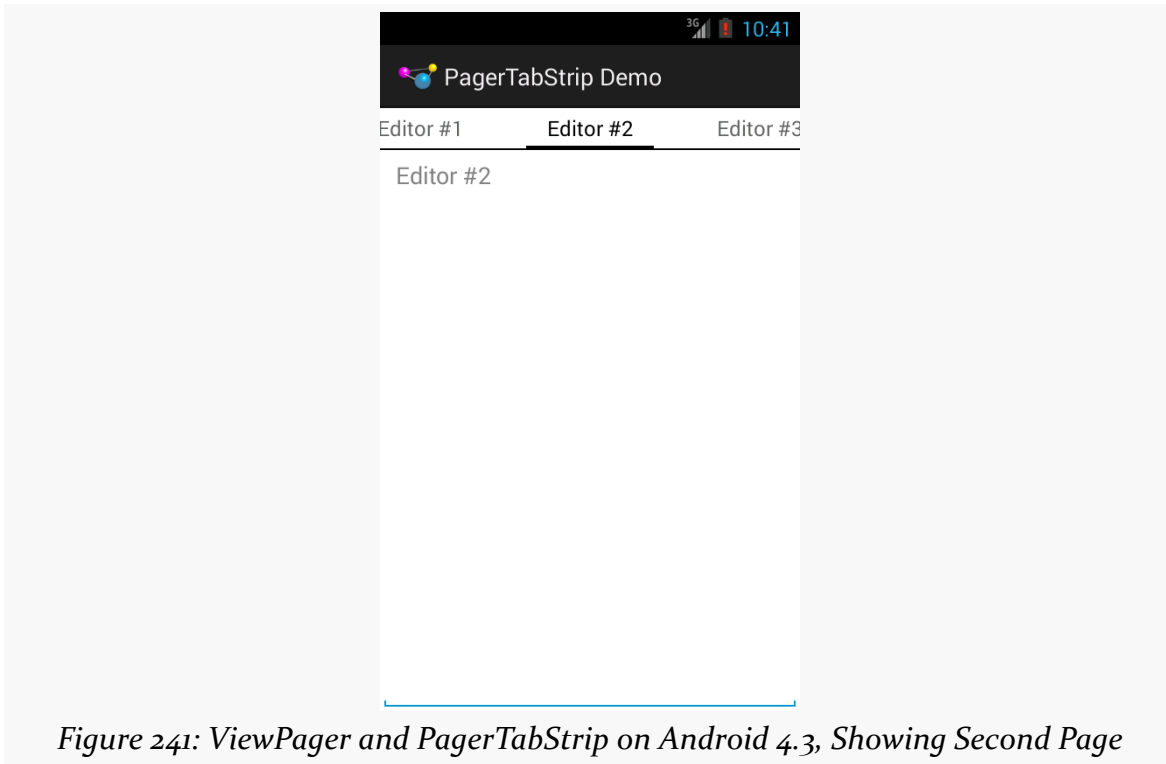 3G 10:41
PagerTabStrip Demo
Editor #1 Editor #2 Editor #3
Editor #2
Figure 241: ViewPager and PagerTabStrip on Android 4.3, Showing Second Page